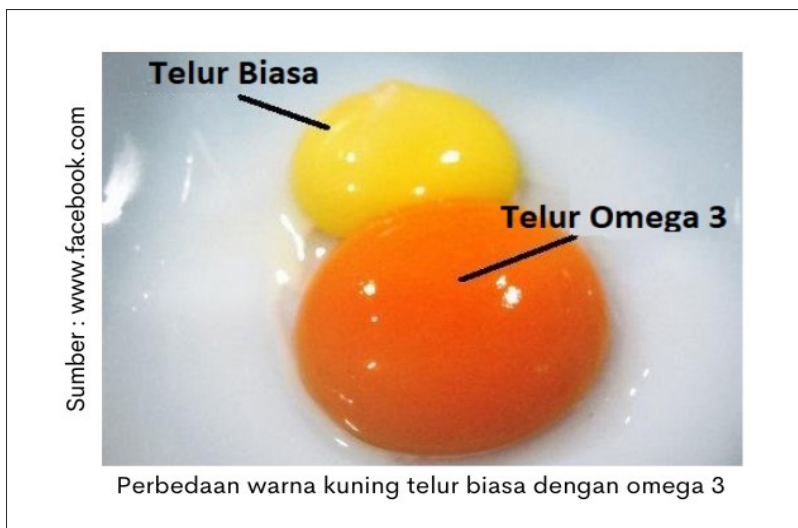 Telur Biasa
Telur Omega 3
Sumber : www.facebook.com
Perbedaan warna kuning telur biasa dengan omega 3